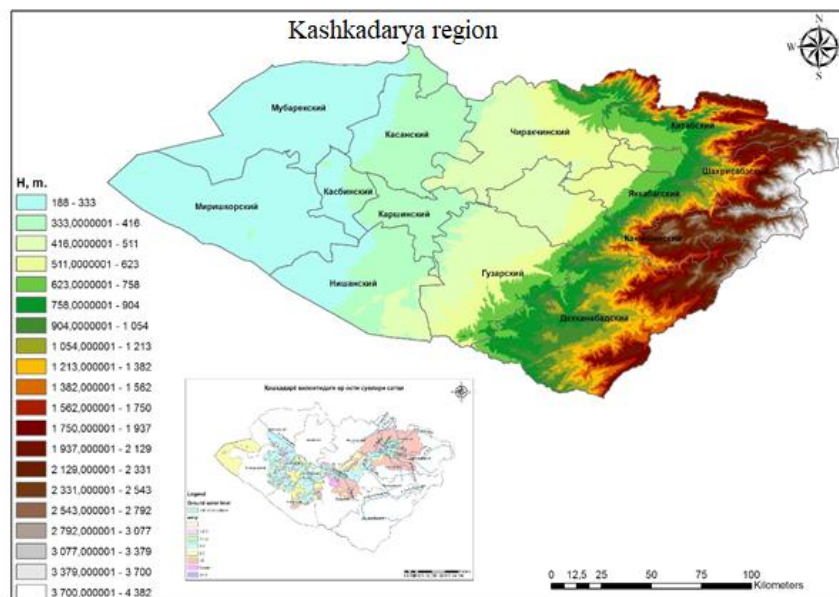 Kashkadarya region
N
W
E
S
Мубарекский
Касанский
Чиракчинский
Китабский
Шахрисабзский
Миришкорский
Касбинский
Яккабагский
Каршинский
Камашинский
Нишанский
Гузарский
Дехканабадский
H, m.
188 - 333
333,0000001 - 416
416,0000001 - 511
511,0000001 - 623
623,0000001 - 758
758,0000001 - 904
904,0000001 - 1 054
1 054,000001 - 1 213
1 213,000001 - 1 382
1 382,000001 - 1 562
1 562,000001 - 1 750
1 750,000001 - 1 937
1 937,000001 - 2 129
2 129,000001 - 2 331
2 331,000001 - 2 543
2 543,000001 - 2 792
2 792,000001 - 3 077
3 077,000001 - 3 379
3 379,000001 - 3 700
3 700,000001 - 4 382
Legend
Ground water level
0 12,5 25 50 75 100
Kilometers